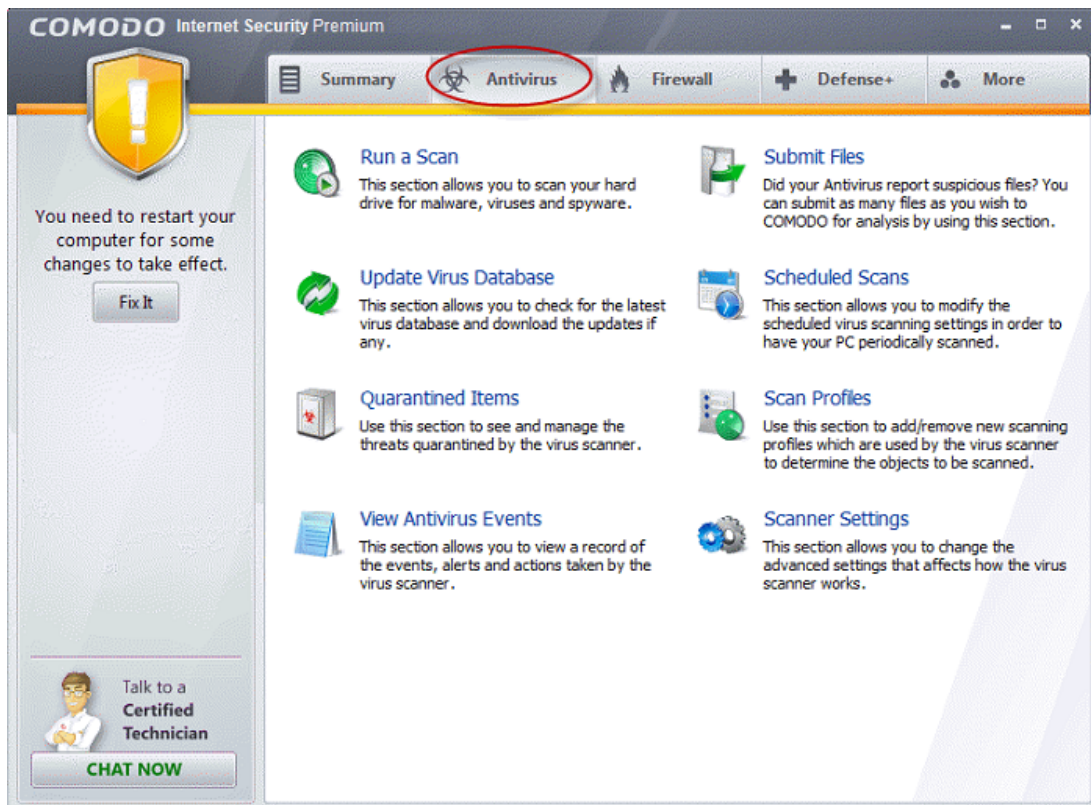 COMODO Internet Security Premium
Summary
Antivirus
Firewall
Defense+
More
You need to restart your
computer for some
changes to take effect.
Fix It
Run a Scan
This section allows you to scan your hard
drive for malware, viruses and spyware.
Submit Files
Did your Antivirus report suspicious files? You
can submit as many files as you wish to
COMODO for analysis by using this section.
Update Virus Database
This section allows you to check for the latest
virus database and download the updates if
any.
Scheduled Scans
This section allows you to modify the
scheduled virus scanning settings in order to
have your PC periodically scanned.
Quarantined Items
Use this section to see and manage the
threats quarantined by the virus scanner.
Scan Profiles
Use this section to add/remove new scanning
profiles which are used by the virus scanner
to determine the objects to be scanned.
View Antivirus Events
This section allows you to view a record of
the events, alerts and actions taken by the
virus scanner.
Scanner Settings
This section allows you to change the
advanced settings that affects how the virus
scanner works.
Talk to a
Certified
Technician
CHAT NOW